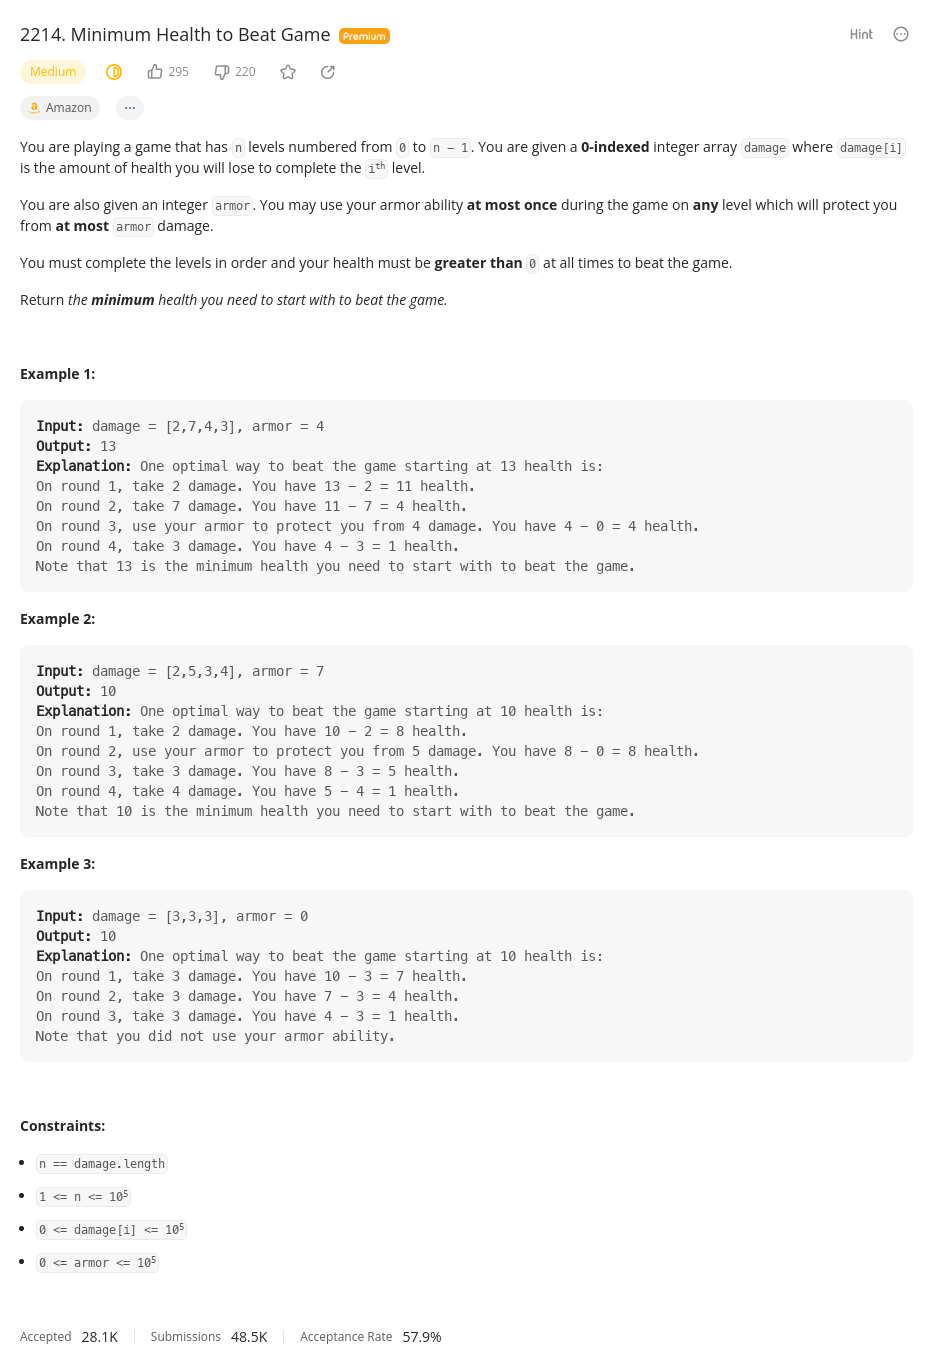 2214. Minimum Health to Beat Game Premium Hint
Medium 295 220
Amazon ...
You are playing a game that has n levels numbered from 0 to n - 1. You are given a 0-indexed integer array damage where damage[i]
is the amount of health you will lose to complete the iᵗʰ level.
You are also given an integer armor. You may use your armor ability at most once during the game on any level which will protect you
from at most armor damage.
You must complete the levels in order and your health must be greater than 0 at all times to beat the game.
Return the minimum health you need to start with to beat the game.
Example 1:
Input: damage = [2,7,4,3], armor = 4
Output: 13
Explanation: One optimal way to beat the game starting at 13 health is:
On round 1, take 2 damage. You have 13 - 2 = 11 health.
On round 2, take 7 damage. You have 11 - 7 = 4 health.
On round 3, use your armor to protect you from 4 damage. You have 4 - 0 = 4 health.
On round 4, take 3 damage. You have 4 - 3 = 1 health.
Note that 13 is the minimum health you need to start with to beat the game.
Example 2:
Input: damage = [2,5,3,4], armor = 7
Output: 10
Explanation: One optimal way to beat the game starting at 10 health is:
On round 1, take 2 damage. You have 10 - 2 = 8 health.
On round 2, use your armor to protect you from 5 damage. You have 8 - 0 = 8 health.
On round 3, take 3 damage. You have 8 - 3 = 5 health.
On round 4, take 4 damage. You have 5 - 4 = 1 health.
Note that 10 is the minimum health you need to start with to beat the game.
Example 3:
Input: damage = [3,3,3], armor = 0
Output: 10
Explanation: One optimal way to beat the game starting at 10 health is:
On round 1, take 3 damage. You have 10 - 3 = 7 health.
On round 2, take 3 damage. You have 7 - 3 = 4 health.
On round 3, take 3 damage. You have 4 - 3 = 1 health.
Note that you did not use your armor ability.
Constraints:
• n == damage.length
• 1 <= n <= 10⁵
• 0 <= damage[i] <= 10⁵
• 0 <= armor <= 10⁵
Accepted 28.1K Submissions 48.5K Acceptance Rate 57.9%